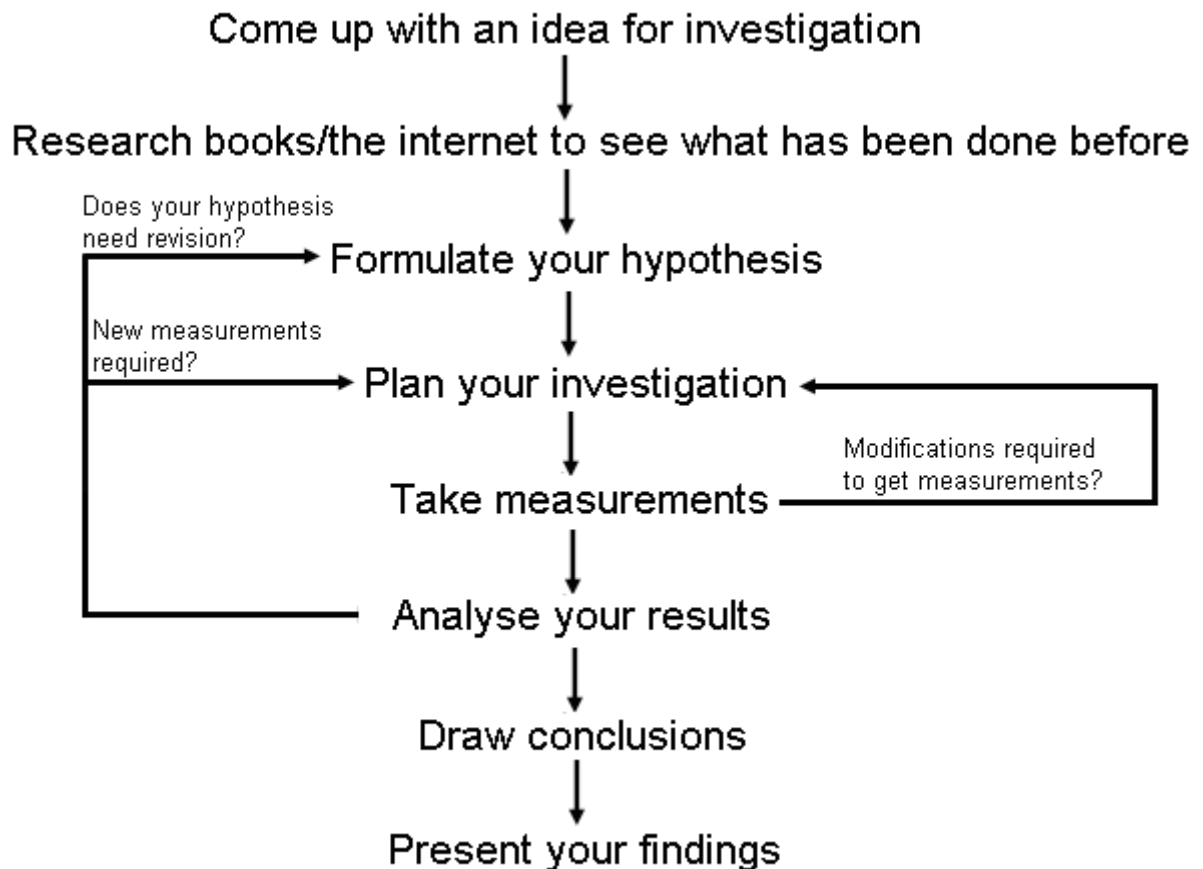 Come up with an idea for investigation
Research books/the internet to see what has been done before
Does your hypothesis
need revision?
Formulate your hypothesis
New measurements
required?
Plan your investigation
Modifications required
to get measurements?
Take measurements
Analyse your results
Draw conclusions
Present your findings